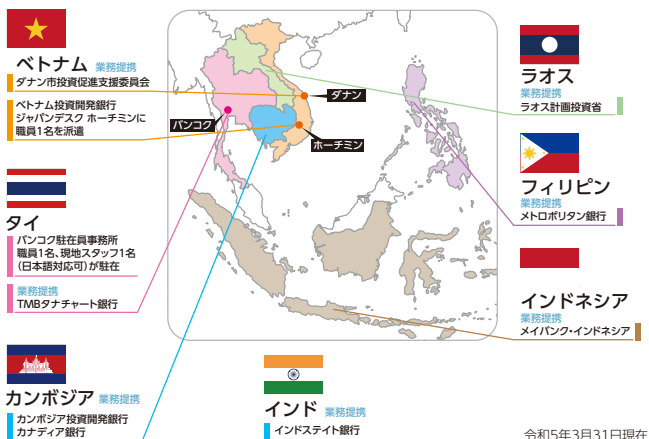 ベトナム 業務提携
ダナン市投資促進支援委員会
ベトナム投資開発銀行
ジャパンデスク ホーチミンに
職員1名を派遣
タイ
バンコク駐在員事務所
職員1名、現地スタッフ1名
（日本語対応可）が駐在
業務提携
TMBタナチャート銀行
カンボジア 業務提携
カンボジア投資開発銀行
カナディア銀行
ダナン
バンコク
ホーチミン
インド 業務提携
インドステイト銀行
ラオス
業務提携
ラオス計画投資省
フィリピン
業務提携
メトロポリタン銀行
インドネシア
業務提携
メイバンク・インドネシア
令和5年3月31日現在